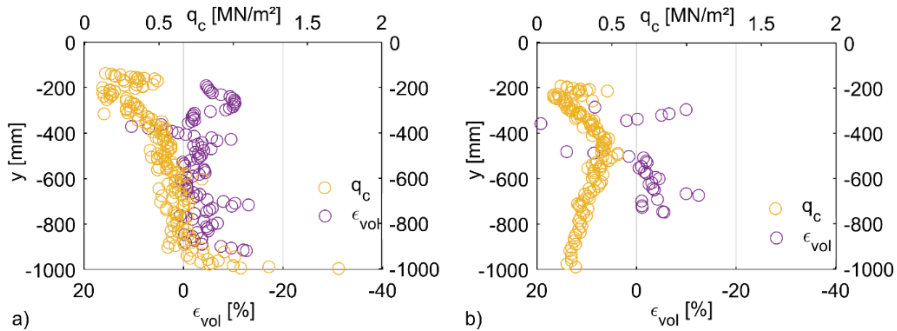 q_c [MN/m²]
0 0.5 1 1.5 2
0 0
-200 -200
-400 -400
-600 -600
-800 -800
-1000 -1000
y [mm]
q_c
ϵ_vol
20 0 -20 -40
ϵ_vol [%]
a)
q_c [MN/m²]
0 0.5 1 1.5 2
0 0
-200 -200
-400 -400
-600 -600
-800 -800
-1000 -1000
y [mm]
q_c
ϵ_vol
20 0 -20 -40
ϵ_vol [%]
b)